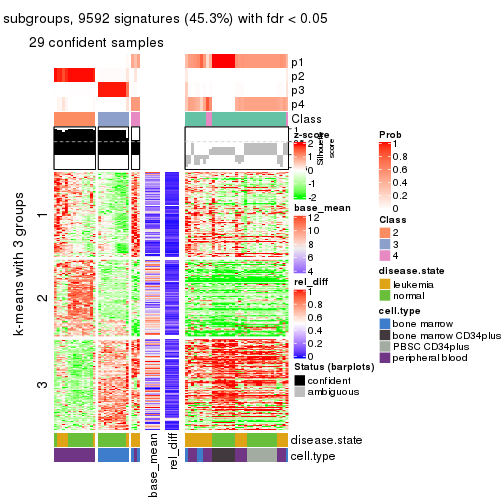 subgroups, 9592 signatures (45.3%) with fdr < 0.05
29 confident samples
p1
p2
p3
p4
Class
1
Silhouette score
k-means with 3 groups
1
2
3
base_mean
rel_diff
disease.state
cell.type
z-score
2
1
0
-1
-2
base_mean
12
10
8
6
4
rel_diff
1
0.8
0.6
0.4
0.2
0
Status (barplots)
confident
ambiguous
Prob
1
0.8
0.6
0.4
0.2
0
Class
2
3
4
disease.state
leukemia
normal
cell.type
bone marrow
bone marrow CD34plus
PBSC CD34plus
peripheral blood